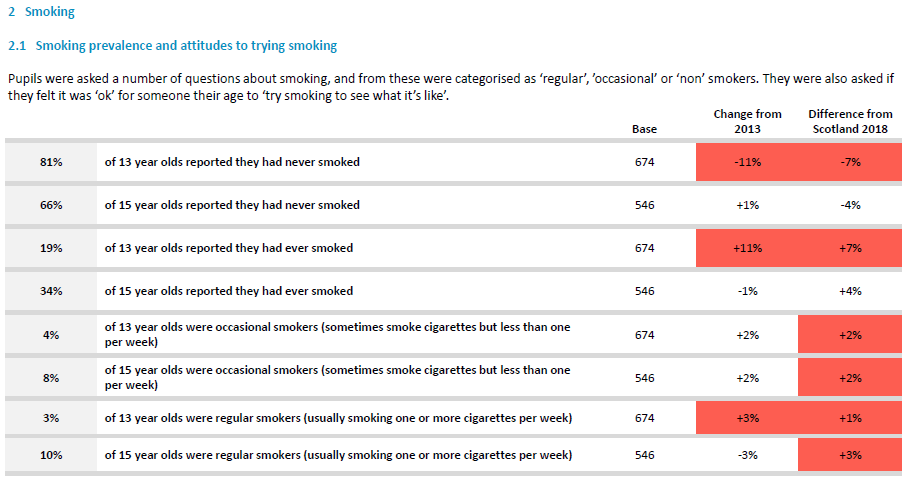 2 Smoking
2.1 Smoking prevalence and attitudes to trying smoking
Pupils were asked a number of questions about smoking, and from these were categorised as ‘regular’, ’occasional’ or ‘non’ smokers. They were also asked if
they felt it was ‘ok’ for someone their age to ‘try smoking to see what it’s like’.
Base Change from 2013 Difference from Scotland 2018
81% of 13 year olds reported they had never smoked 674 -11% -7%
66% of 15 year olds reported they had never smoked 546 +1% -4%
19% of 13 year olds reported they had ever smoked 674 +11% +7%
34% of 15 year olds reported they had ever smoked 546 -1% +4%
4% of 13 year olds were occasional smokers (sometimes smoke cigarettes but less than one per week) 674 +2% +2%
8% of 15 year olds were occasional smokers (sometimes smoke cigarettes but less than one per week) 546 +2% +2%
3% of 13 year olds were regular smokers (usually smoking one or more cigarettes per week) 674 +3% +1%
10% of 15 year olds were regular smokers (usually smoking one or more cigarettes per week) 546 -3% +3%